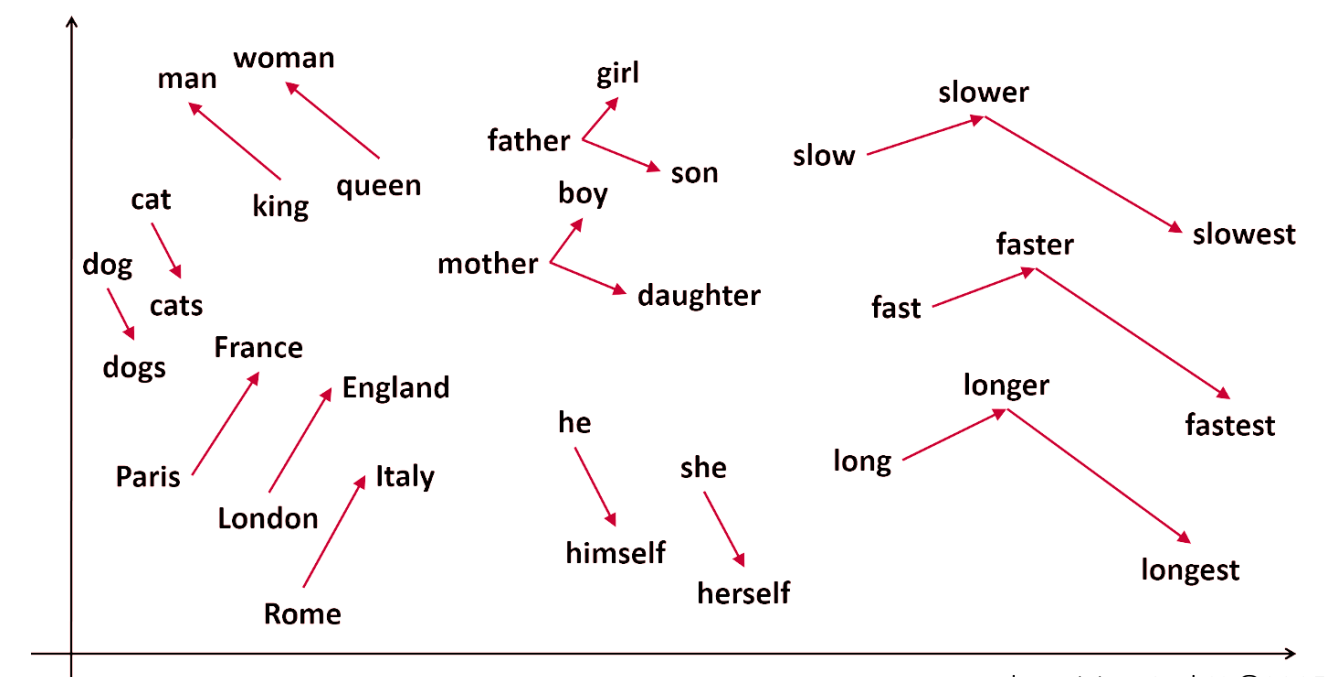 man
woman
king
queen
cat
cats
dog
dogs
France
Paris
England
London
Italy
Rome
girl
father
son
boy
mother
daughter
he
himself
she
herself
slow
slower
slowest
fast
faster
fastest
long
longer
longest